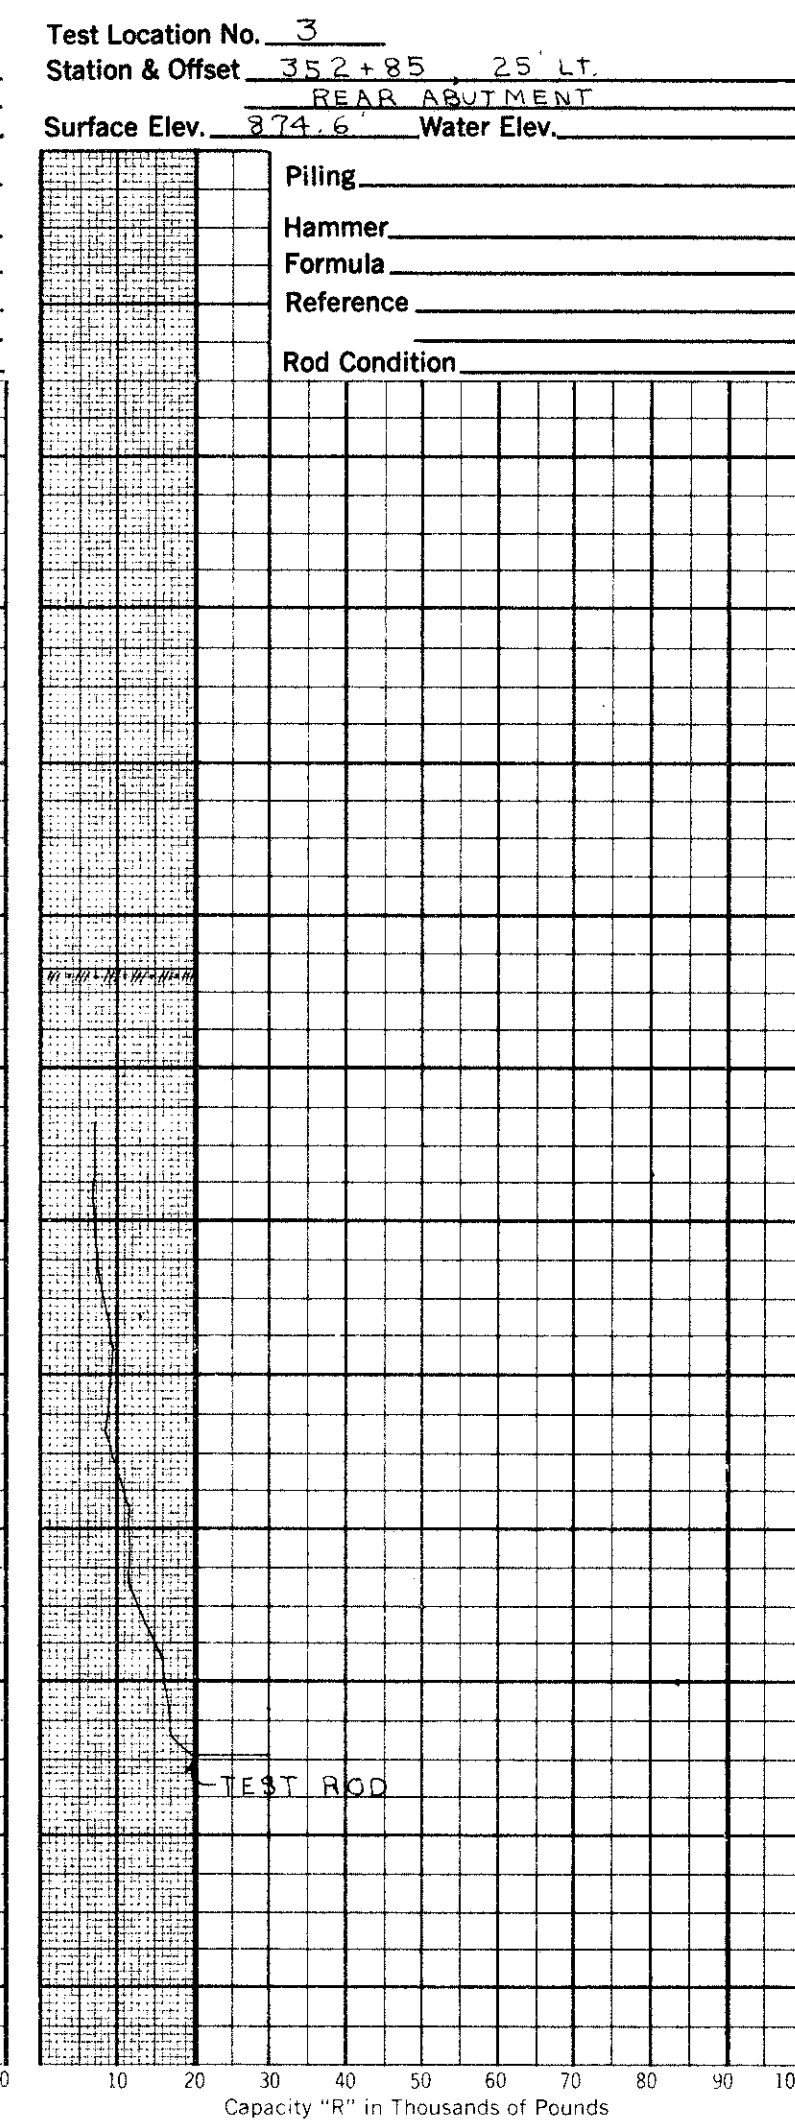 Test Location No. 3
Station & Offset 352+85, 25' LT.
REAR ABUTMENT
Surface Elev. 874.6' Water Elev.
Piling
Hammer
Formula
Reference
Rod Condition
TEST ROD
0 10 20 30 40 50 60 70 80 90 10
Capacity "R" in Thousands of Pounds